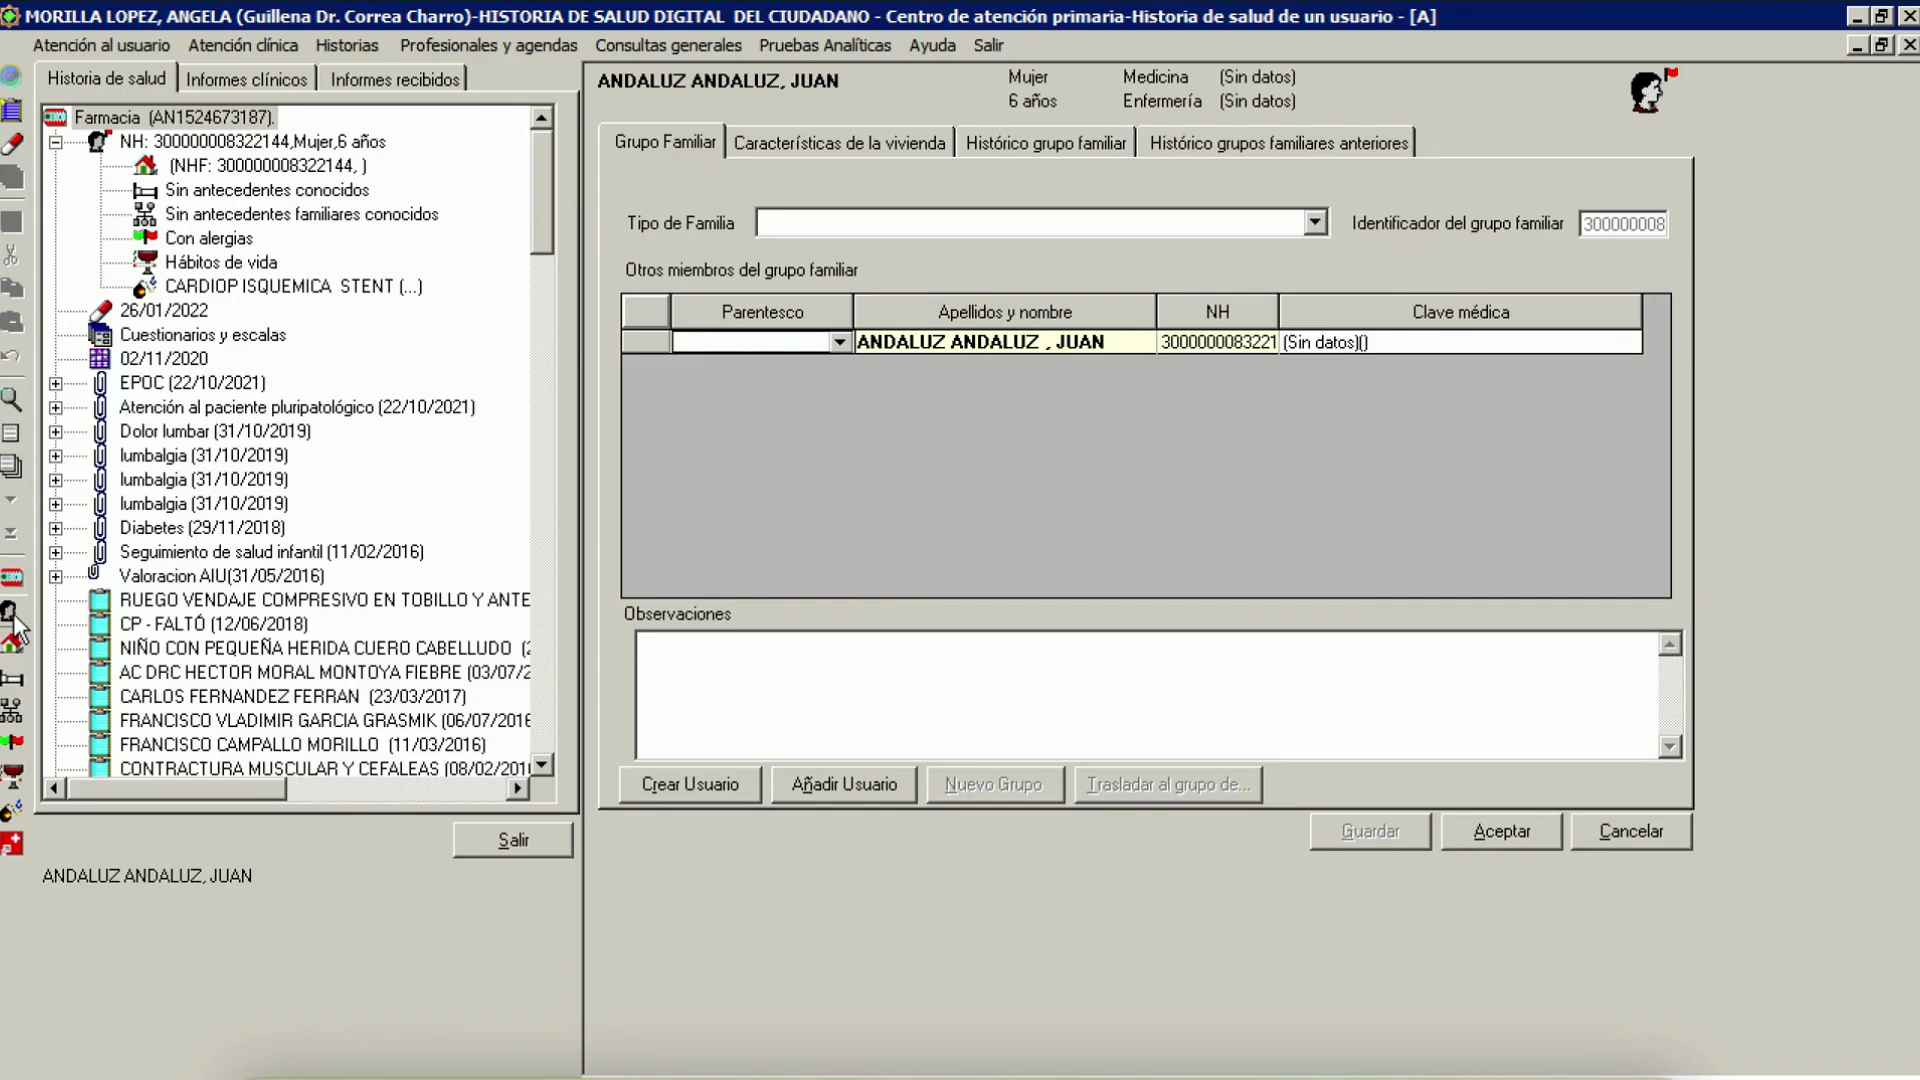 MORILLA LOPEZ, ANGELA (Guillena Dr. Correa Charro)-HISTORIA DE SALUD DIGITAL DEL CIUDADANO - Centro de atención primaria-Historia de salud de un usuario - [A]
Atención al usuario Atención clínica Historias Profesionales y agendas Consultas generales Pruebas Analíticas Ayuda Salir
Historia de salud Informes clínicos Informes recibidos
Farmacia (AN1524673187).
NH: 300000008322144,Mujer,6 años
(NHF: 300000008322144, )
Sin antecedentes conocidos
Sin antecedentes familiares conocidos
Con alergias
Hábitos de vida
CARDIOP ISQUEMICA STENT (...)
26/01/2022
Cuestionarios y escalas
02/11/2020
EPOC (22/10/2021)
Atención al paciente pluripatológico (22/10/2021)
Dolor lumbar (31/10/2019)
lumbalgia (31/10/2019)
lumbalgia (31/10/2019)
lumbalgia (31/10/2019)
Diabetes (29/11/2018)
Seguimiento de salud infantil (11/02/2016)
Valoracion AIU(31/05/2016)
RUEGO VENDAJE COMPRESIVO EN TOBILLO Y ANTE
CP - FALTÓ (12/06/2018)
NIÑO CON PEQUEÑA HERIDA CUERO CABELLUDO (2
AC DRC HECTOR MORAL MONTOYA FIEBRE (03/07/2
CARLOS FERNANDEZ FERRAN (23/03/2017)
FRANCISCO VLADIMIR GARCIA GRASMIK (06/07/2016
FRANCISCO CAMPALLO MORILLO (11/03/2016)
CONTRACTURA MUSCULAR Y CEFALEAS (08/02/201
Salir
ANDALUZ ANDALUZ, JUAN
ANDALUZ ANDALUZ, JUAN
Mujer Medicina (Sin datos)
6 años Enfermería (Sin datos)
Grupo Familiar Características de la vivienda Histórico grupo familiar Histórico grupos familiares anteriores
Tipo de Familia Identificador del grupo familiar 300000008
Otros miembros del grupo familiar
Parentesco Apellidos y nombre NH Clave médica
ANDALUZ ANDALUZ , JUAN 3000000083221 (Sin datos)()
Observaciones
Crear Usuario Añadir Usuario Nuevo Grupo Trasladar al grupo de...
Guardar Aceptar Cancelar